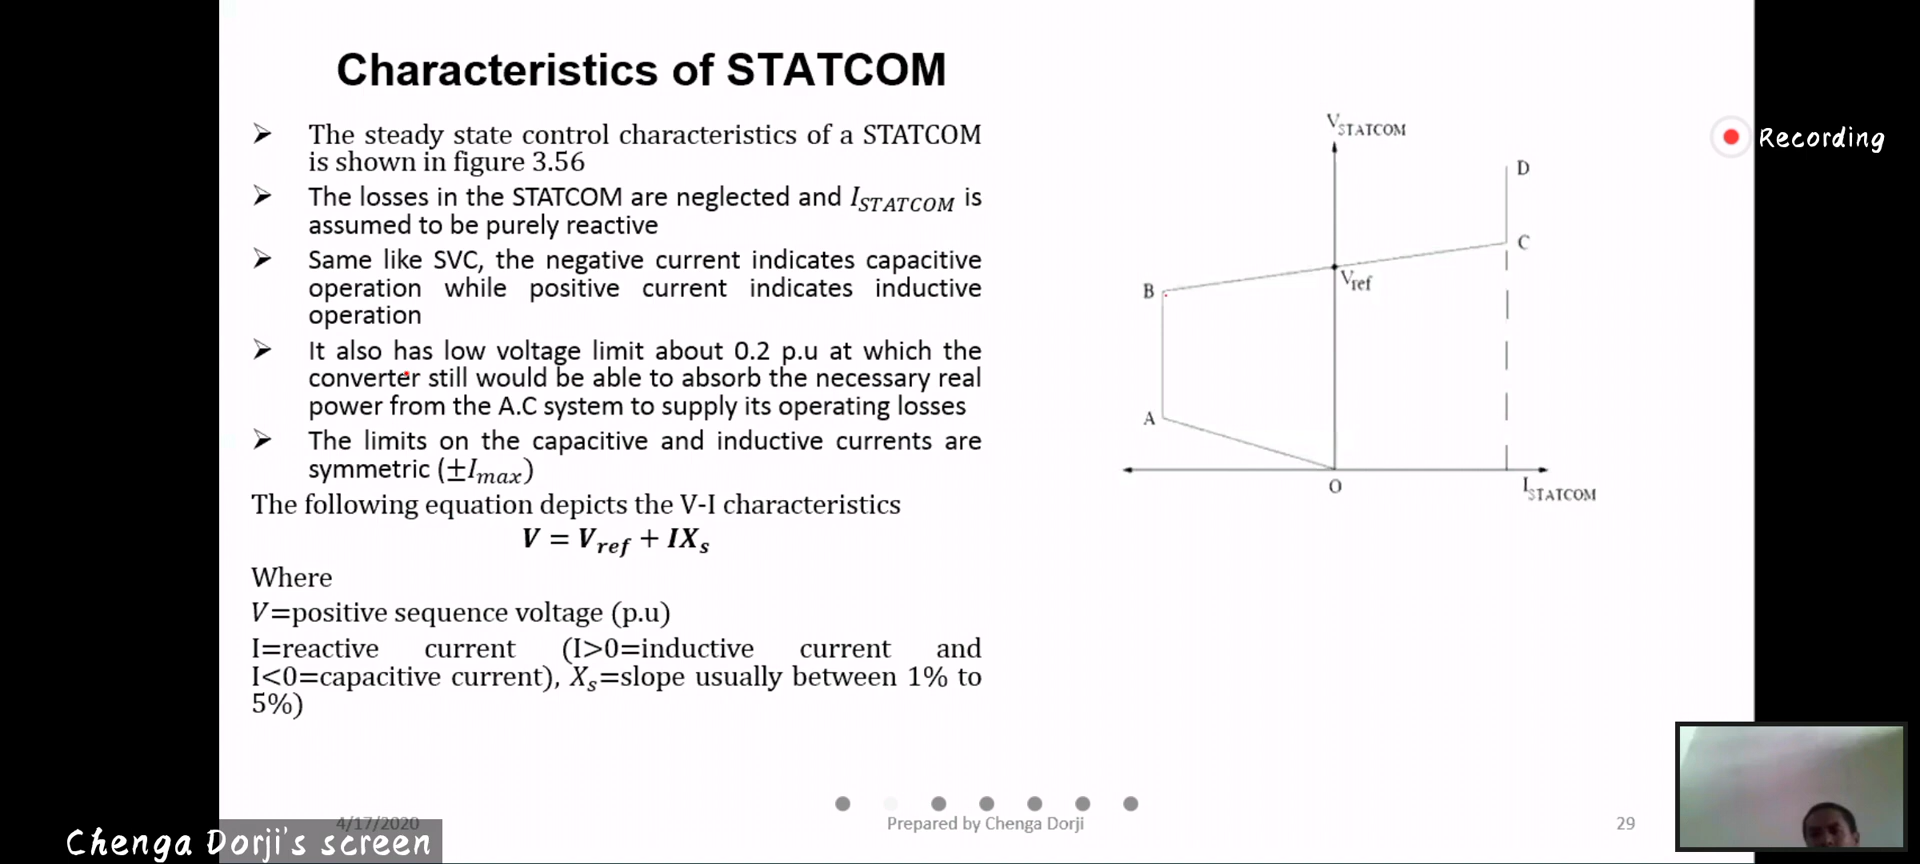 Characteristics of STATCOM
➢ The steady state control characteristics of a STATCOM
is shown in figure 3.56
➢ The losses in the STATCOM are neglected and I_STATCOM is
assumed to be purely reactive
➢ Same like SVC, the negative current indicates capacitive
operation while positive current indicates inductive
operation
➢ It also has low voltage limit about 0.2 p.u at which the
converter still would be able to absorb the necessary real
power from the A.C system to supply its operating losses
➢ The limits on the capacitive and inductive currents are
symmetric (±I_max)
The following equation depicts the V-I characteristics
V = V_ref + IX_s
Where
V=positive sequence voltage (p.u)
I=reactive current (I>0=inductive current and
I<0=capacitive current), X_s=slope usually between 1% to
5%)
V_STATCOM
D
C
V_ref
B
A
O
I_STATCOM
Recording
4/17/2020
Prepared by Chenga Dorji
29
Chenga Dorji's screen